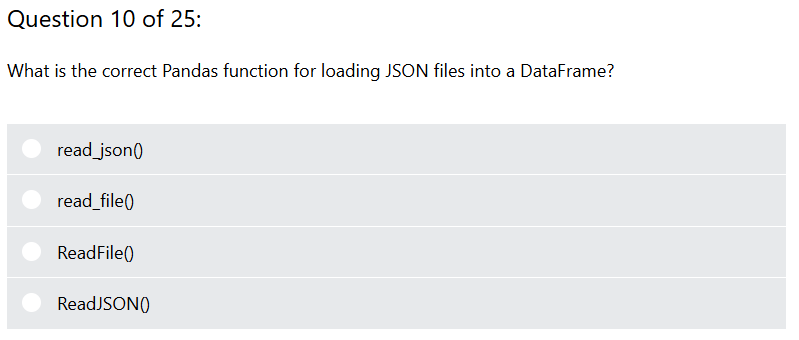 Question 10 of 25:
What is the correct Pandas function for loading JSON files into a DataFrame?
read_json()
read_file()
ReadFile()
ReadJSON()